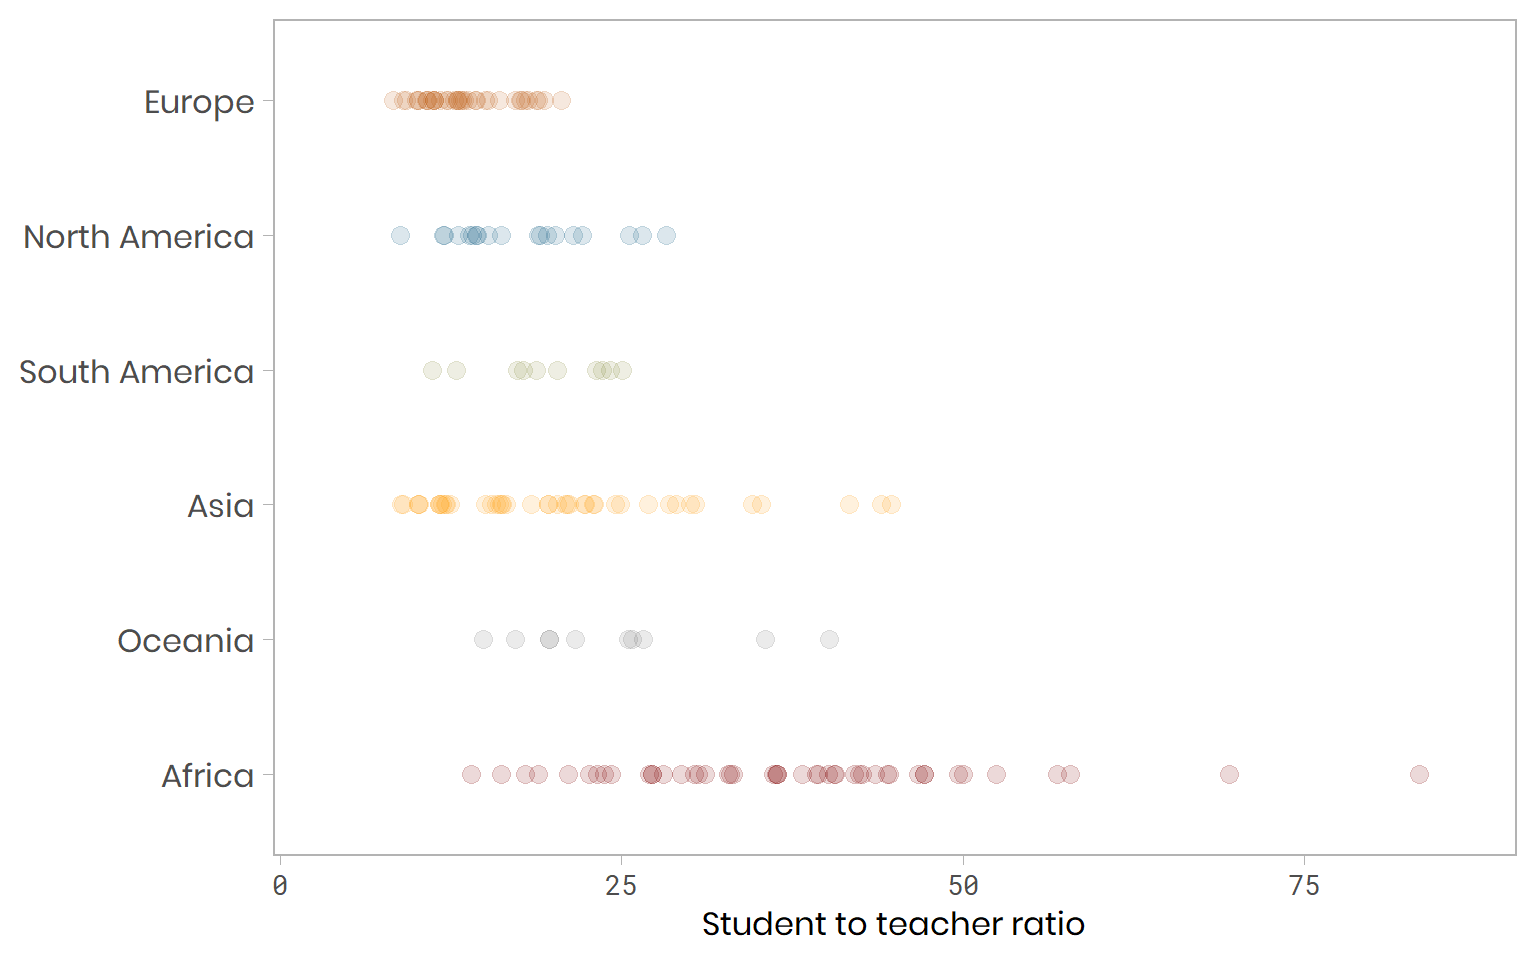 Europe
North America
South America
Asia
Oceania
Africa
0 25 50 75
Student to teacher ratio